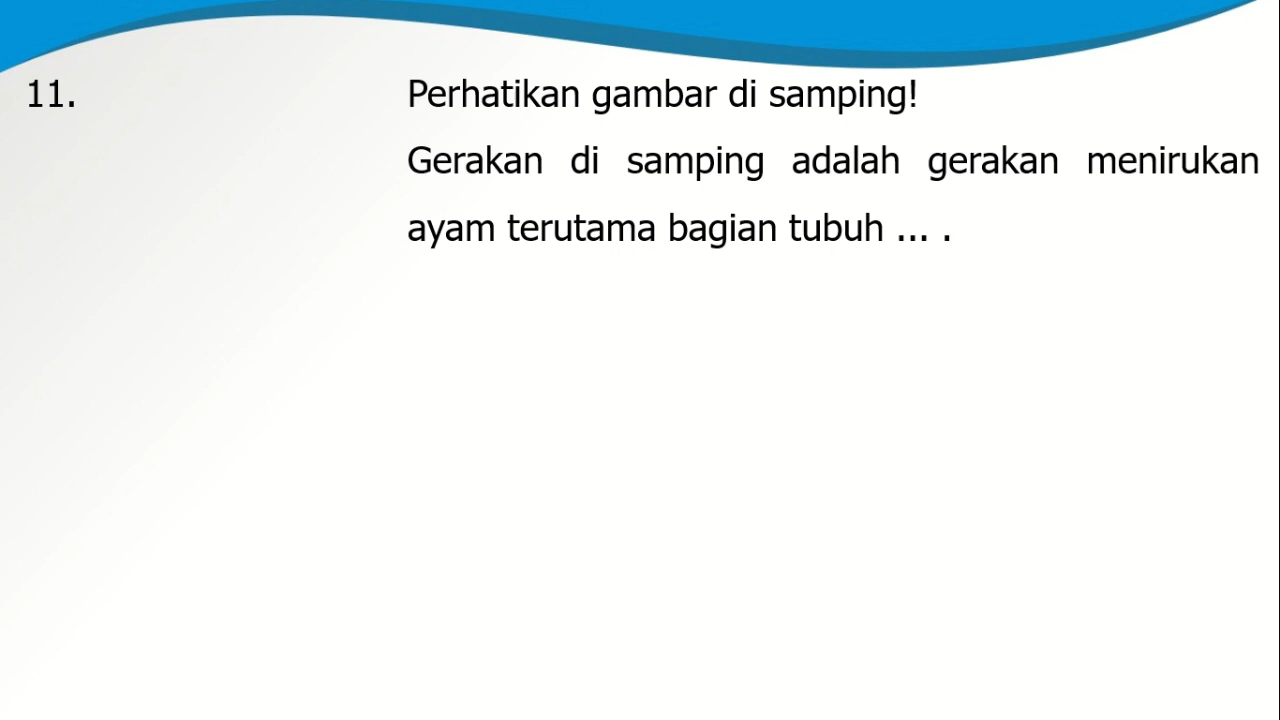 11. Perhatikan gambar di samping!
Gerakan di samping adalah gerakan menirukan
ayam terutama bagian tubuh ... .